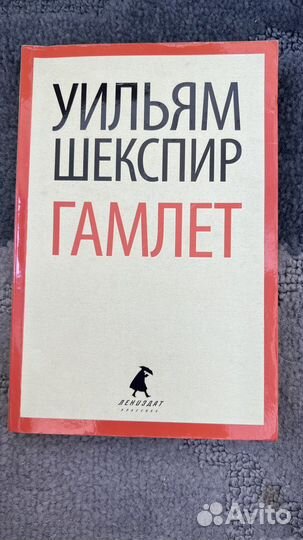 УИЛЬЯМ
ШЕКСПИР
ГАМЛЕТ
ЛЕНИЗДАТ
КЛАССИКА
Avito